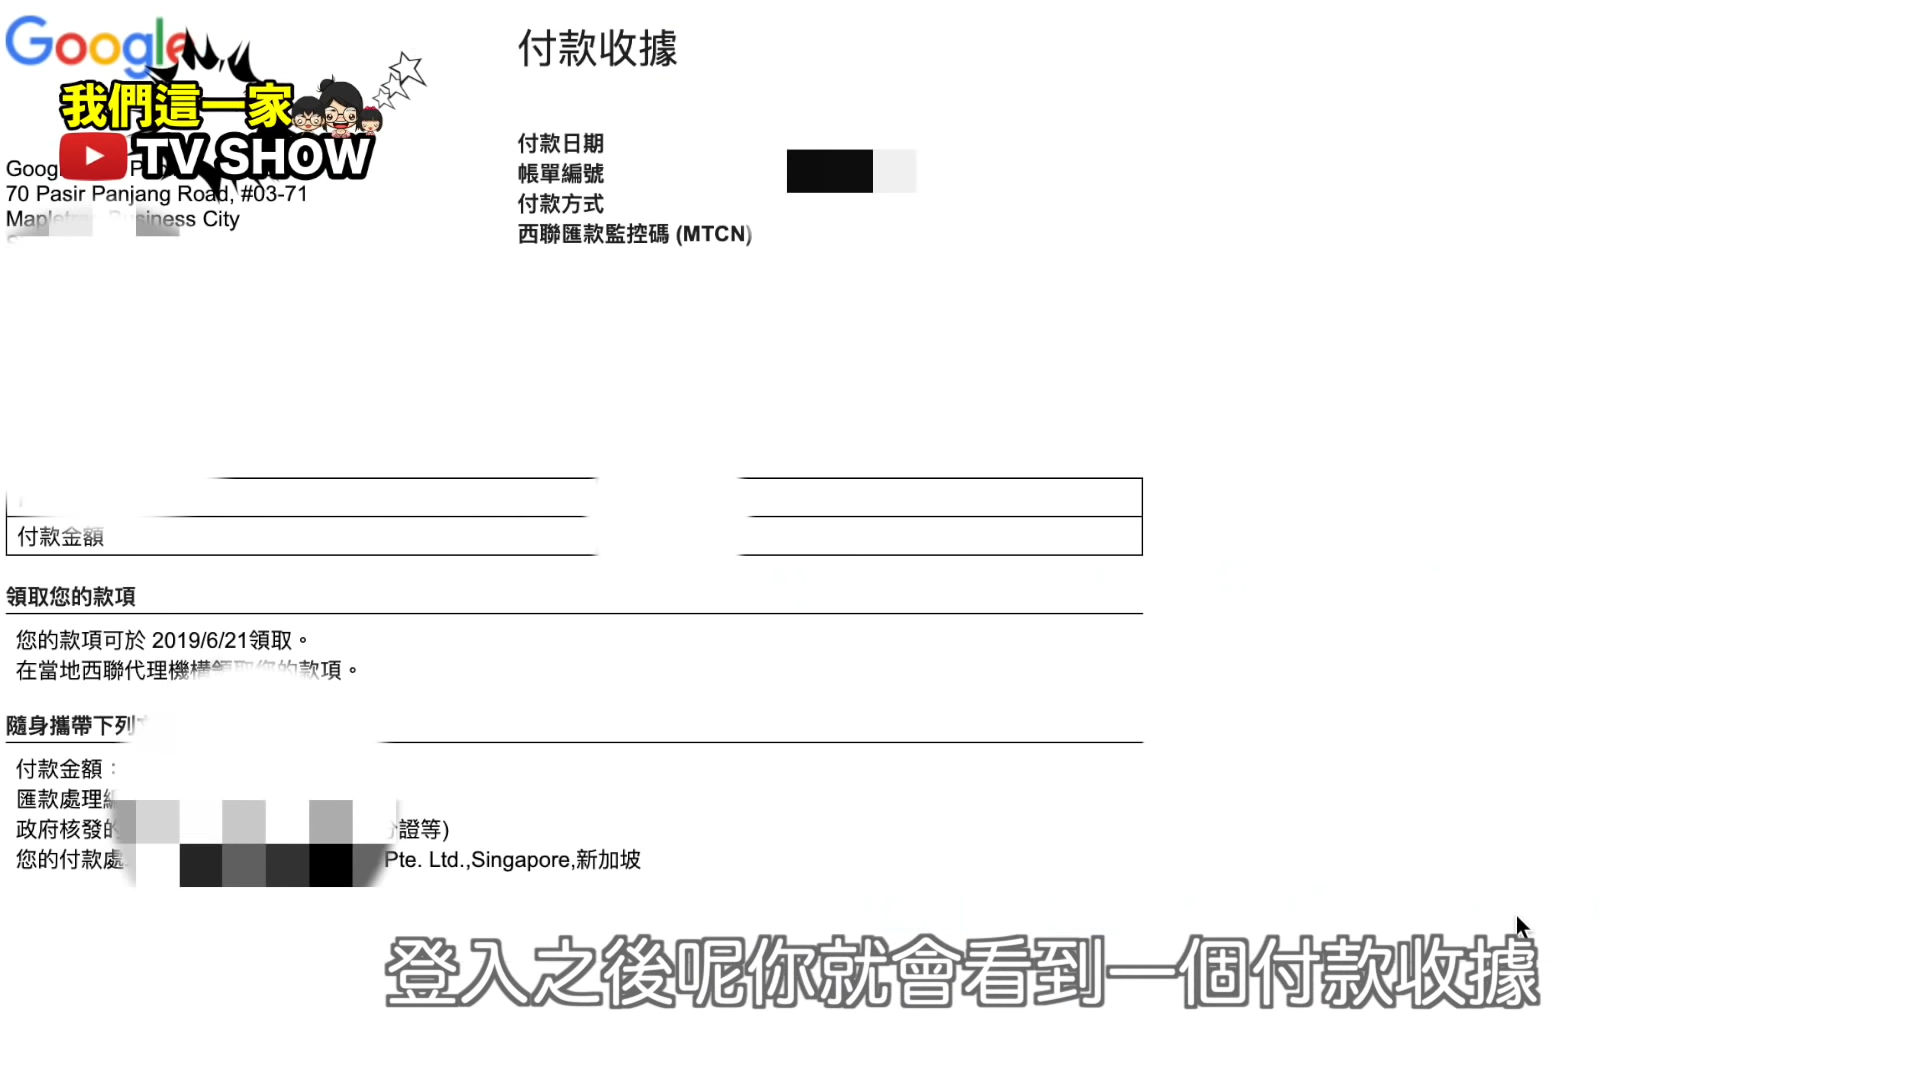 Google
付款收據
我們這一家
TV SHOW
70 Pasir Panjang Road, #03-71
Business City
付款日期
帳單編號
付款方式
西聯匯款監控碼 (MTCN)
付款金額
領取您的款項
您的款項可於 2019/6/21領取。
在當地西聯代理機構領取您的款項。
隨身攜帶下列
付款金額：
匯款處理
政府核發的 證等)
您的付款處 Pte. Ltd.,Singapore,新加坡
登入之後呢你就會看到一個付款收據